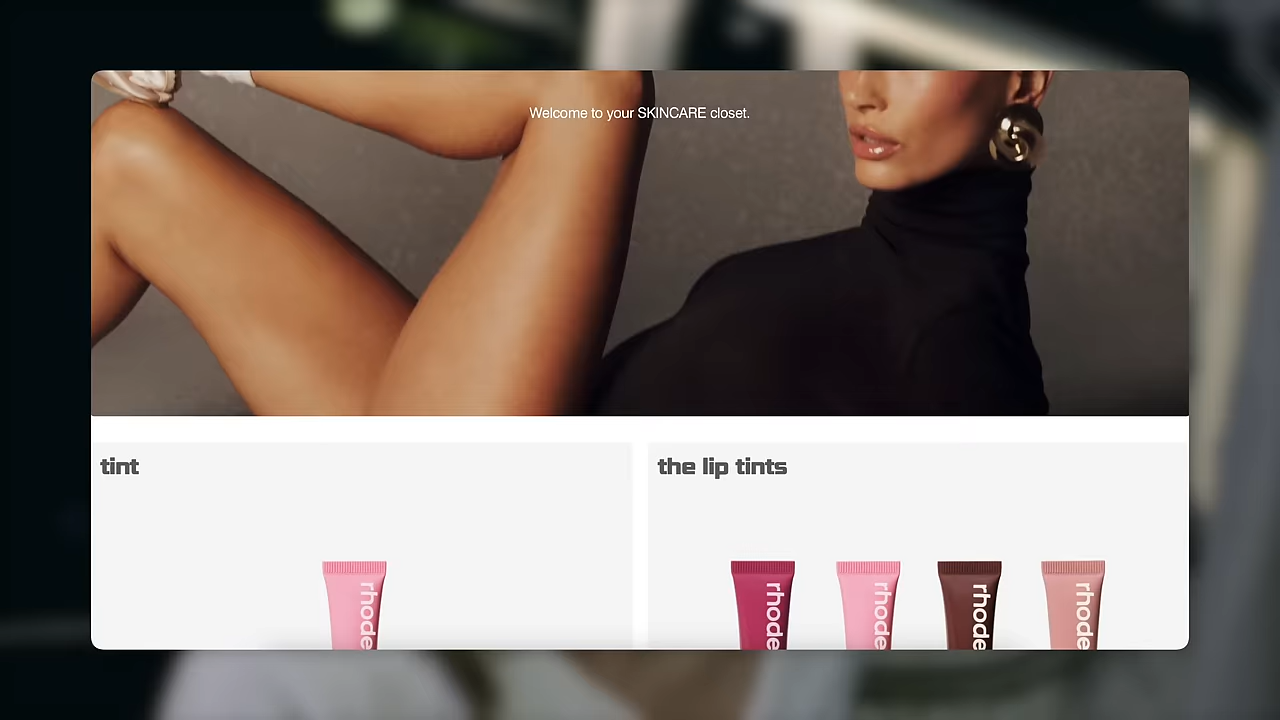 Welcome to your SKINCARE closet.
tint
the lip tints
rhode
rhode
rhode
rhode
rhode